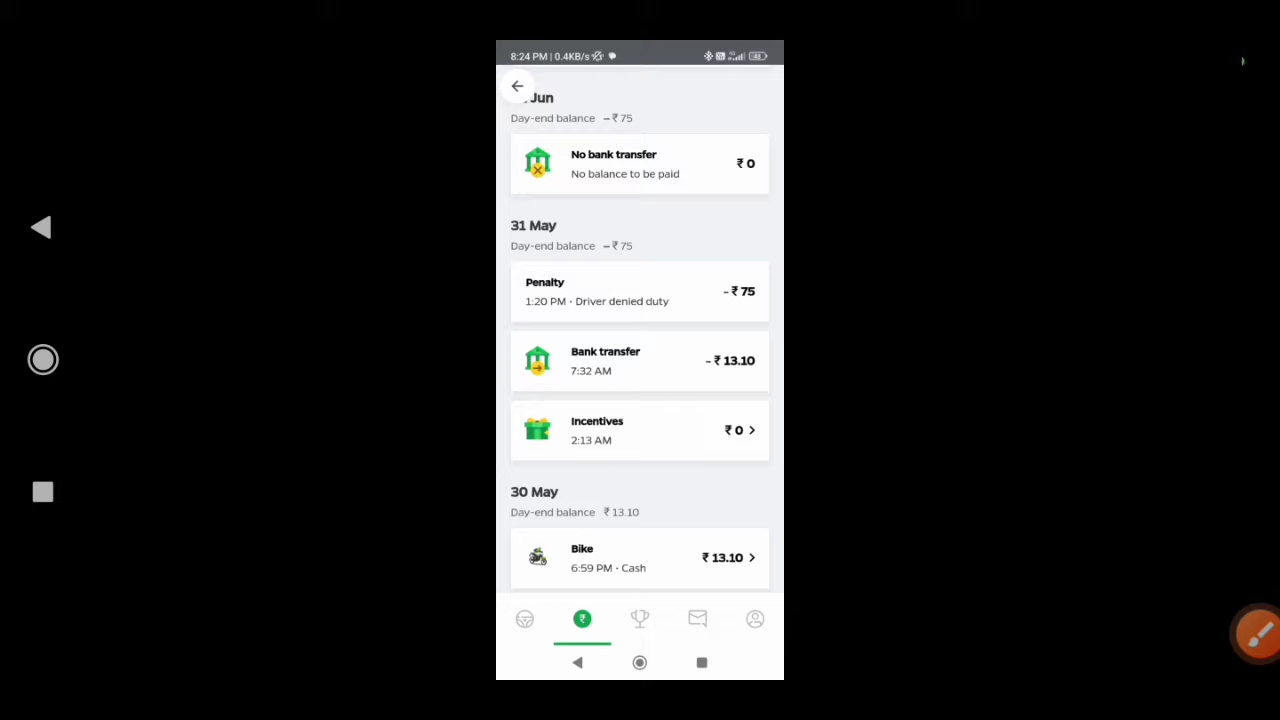 8:24 PM | 0.4KB/s
Jun
Day-end balance – ₹ 75
No bank transfer
₹ 0
No balance to be paid
31 May
Day-end balance – ₹ 75
Penalty
- ₹ 75
1:20 PM · Driver denied duty
Bank transfer
- ₹ 13.10
7:32 AM
Incentives
₹ 0
2:13 AM
30 May
Day-end balance ₹ 13.10
Bike
₹ 13.10
6:59 PM · Cash
₹